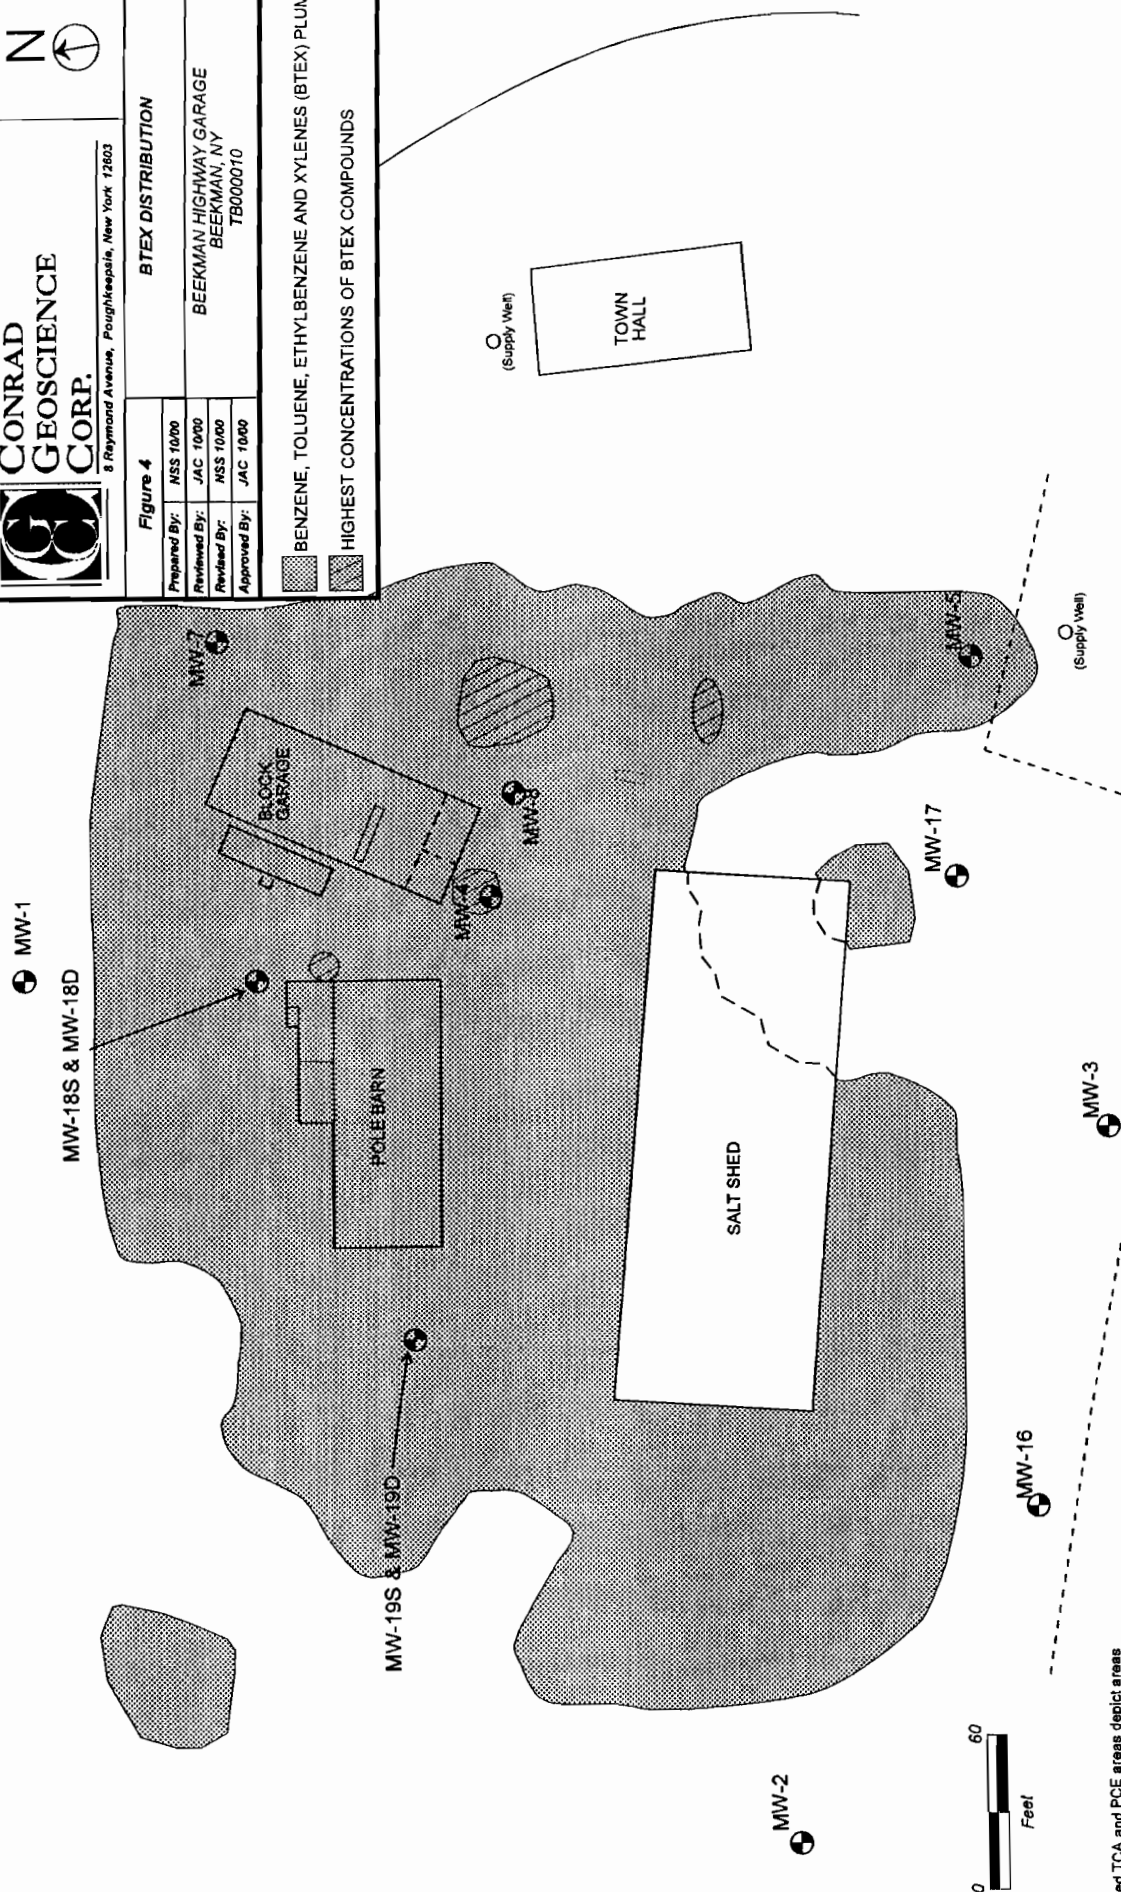 N
CONRAD
GEOSCIENCE
CORP.
8 Raymond Avenue, Poughkeepsie, New York 12603
Figure 4
BTEX DISTRIBUTION
Prepared By: NSS 10/00
Reviewed By: JAC 10/00
Revised By: NSS 10/00
Approved By: JAC 10/00
BEEKMAN HIGHWAY GARAGE
BEEKMAN, NY
TB000010
BENZENE, TOLUENE, ETHYLBENZENE AND XYLENES (BTEX)
HIGHEST CONCENTRATIONS OF BTEX COMPOUNDS
MW-1
MW-18S & MW-18D
MW-7
BLOCK
GARAGE
MW-4
MW-8
POLE BARN
MW-19S & MW-19D
SALT SHED
(Supply Well)
TOWN
HALL
MW-5
(Supply Well)
MW-17
MW-3
MW-16
MW-2
0
60
Feet
TCA and PCE areas depict areas